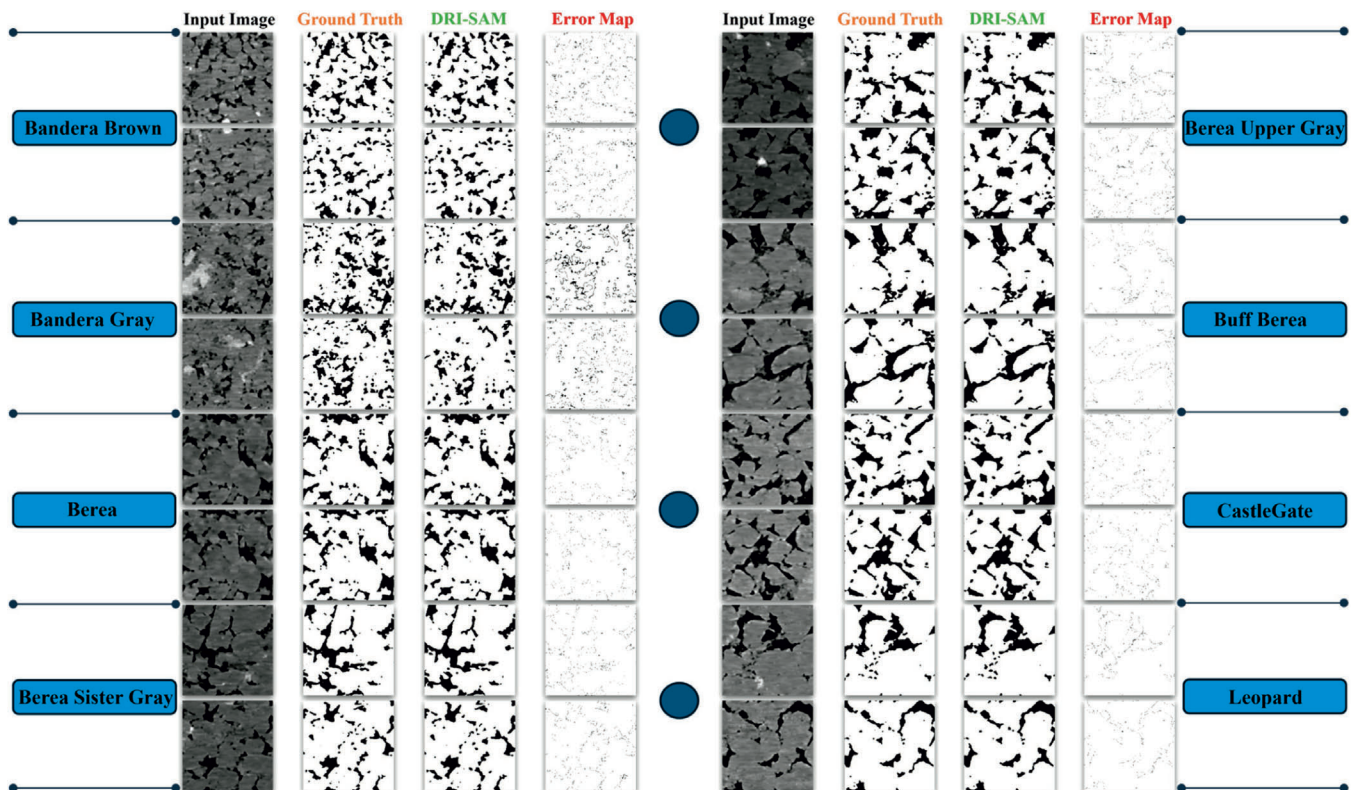 Input Image Ground Truth DRI-SAM Error Map Input Image Ground Truth DRI-SAM Error Map
Bandera Brown Berea Upper Gray
Bandera Gray Buff Berea
Berea CastleGate
Berea Sister Gray Leopard